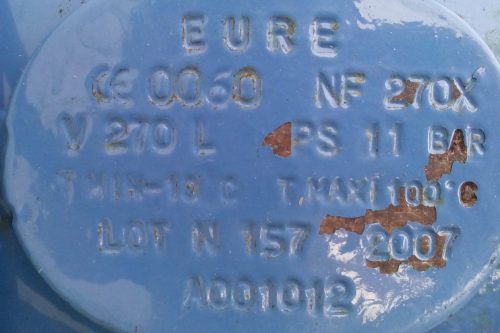 EURE
CE 0060 NF 270X
V 270 L PS 11 BAR
T MIN-10°C T.MAXI 100°C
LOT N 157 2007
A001012